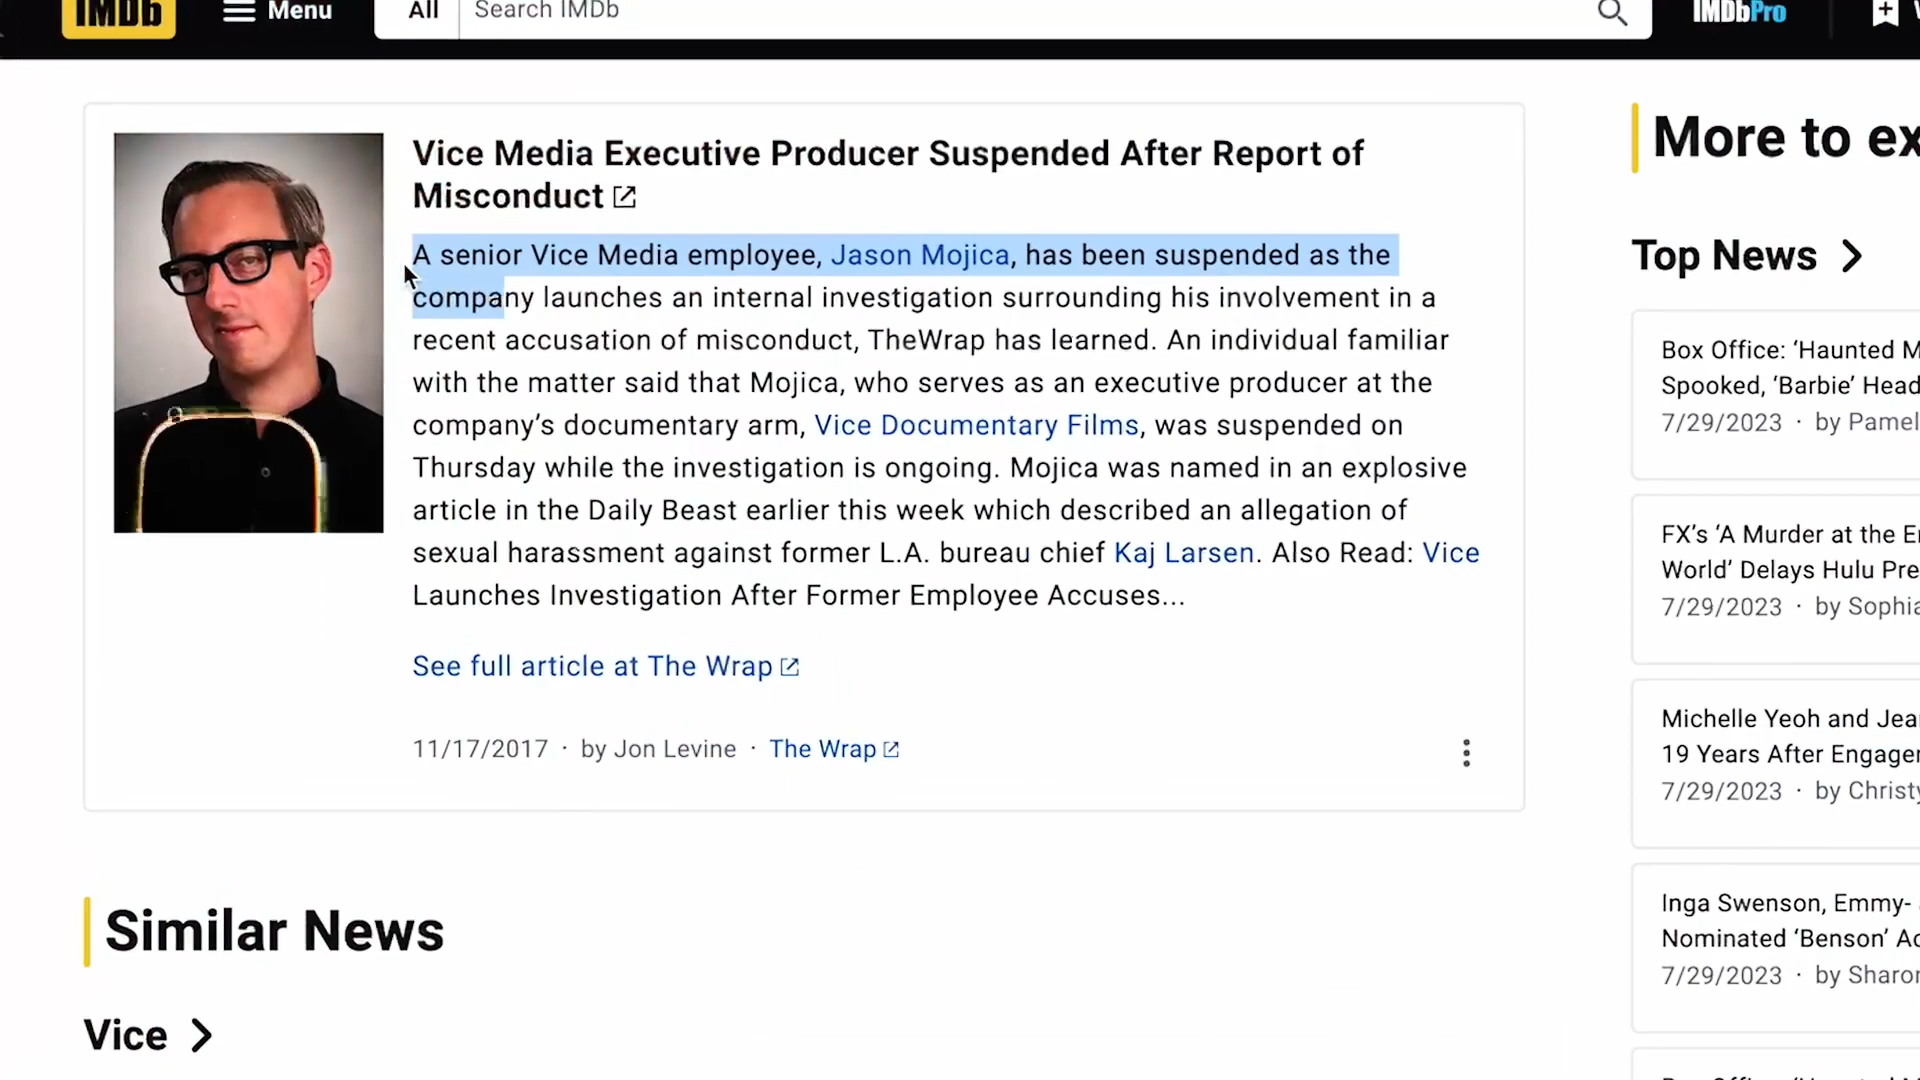 IMDb
Menu
All
Search IMDb
IMDbPro
Vice Media Executive Producer Suspended After Report of
Misconduct
A senior Vice Media employee, Jason Mojica, has been suspended as the
company launches an internal investigation surrounding his involvement in a
recent accusation of misconduct, TheWrap has learned. An individual familiar
with the matter said that Mojica, who serves as an executive producer at the
company’s documentary arm, Vice Documentary Films, was suspended on
Thursday while the investigation is ongoing. Mojica was named in an explosive
article in the Daily Beast earlier this week which described an allegation of
sexual harassment against former L.A. bureau chief Kaj Larsen. Also Read: Vice
Launches Investigation After Former Employee Accuses...
See full article at The Wrap
11/17/2017 · by Jon Levine · The Wrap
Similar News
Vice
More to ex
Top News
Box Office: ‘Haunted M
Spooked, ‘Barbie’ Head
7/29/2023 · by Pamel
FX’s ‘A Murder at the E
World’ Delays Hulu Pre
7/29/2023 · by Sophia
Michelle Yeoh and Jea
19 Years After Engage
7/29/2023 · by Christy
Inga Swenson, Emmy-
Nominated ‘Benson’ Ac
7/29/2023 · by Sharon